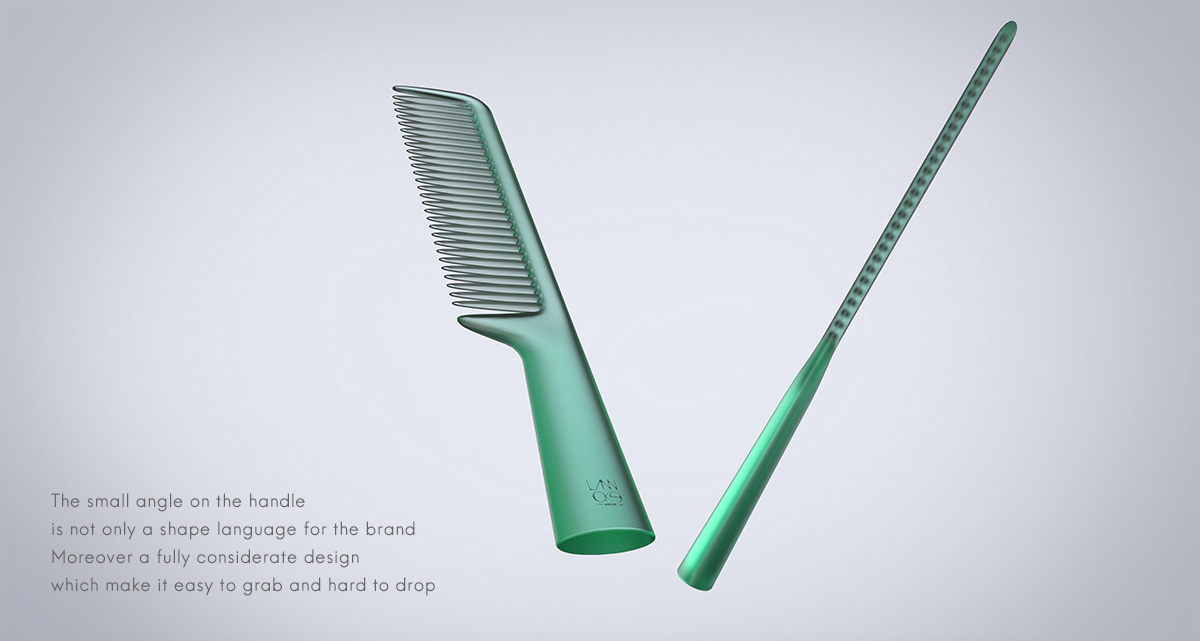 The small angle on the handle
is not only a shape language for the brand
Moreover a fully considerate design
which make it easy to grab and hard to drop